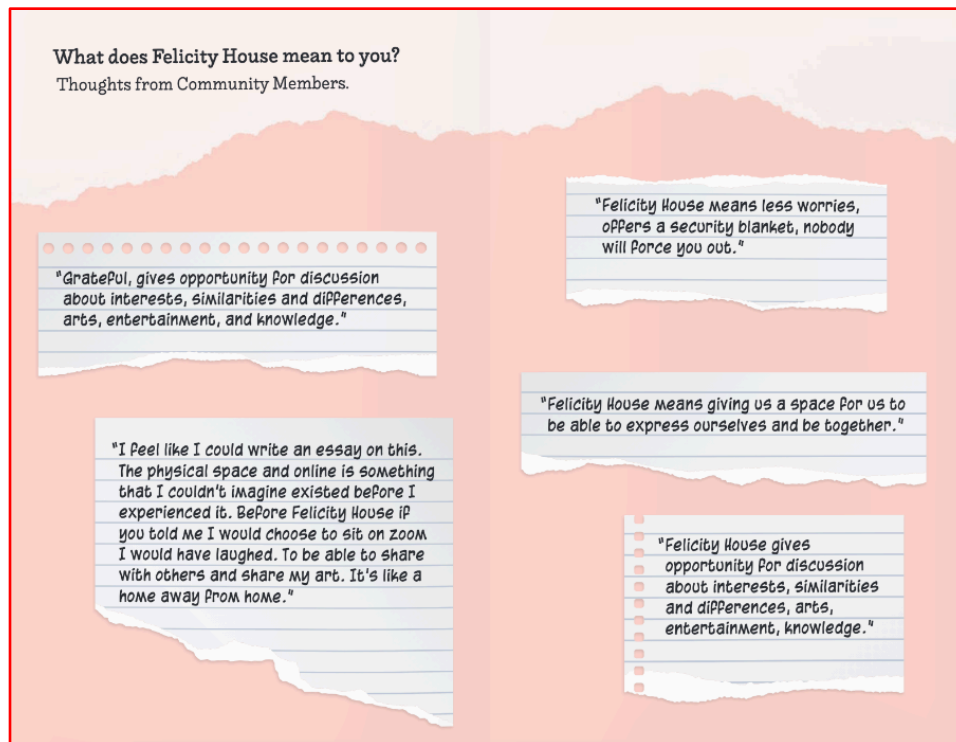 What does Felicity House mean to you?
Thoughts from Community Members.
"Grateful, gives opportunity for discussion
about interests, similarities and differences,
arts, entertainment, and knowledge."
"I feel like I could write an essay on this.
The physical space and online is something
that I couldn't imagine existed before I
experienced it. Before Felicity House if
you told me I would choose to sit on zoom
I would have laughed. To be able to share
with others and share my art. It's like a
home away from home."
"Felicity House means less worries,
offers a security blanket, nobody
will force you out."
"Felicity House means giving us a space for us to
be able to express ourselves and be together."
"Felicity House gives
opportunity for discussion
about interests, similarities
and differences, arts,
entertainment, knowledge."